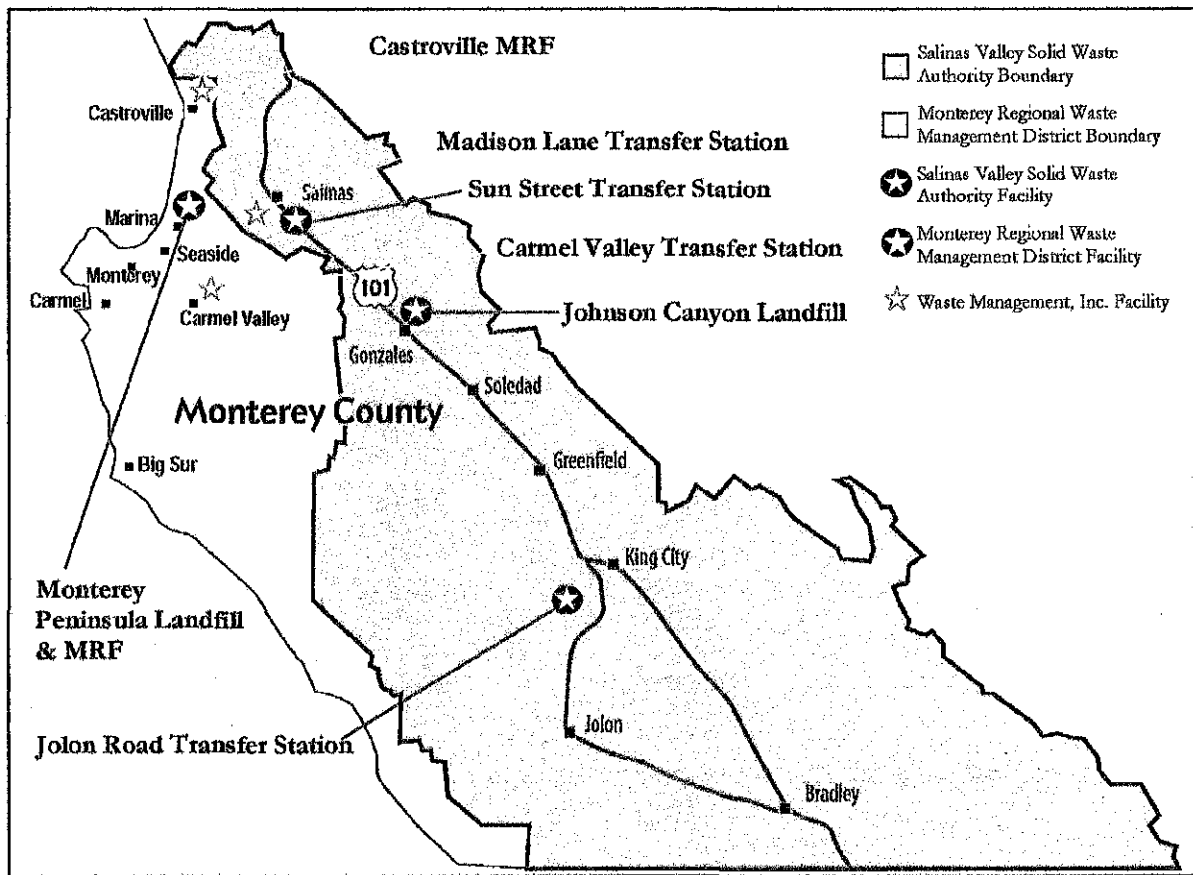 Castroville MRF
Salinas Valley Solid Waste
Authority Boundary
Castroville
Monterey Regional Waste
Management District Boundary
Madison Lane Transfer Station
Salinas
Sun Street Transfer Station
Salinas Valley Solid Waste
Authority Facility
Marina
Seaside
Carmel Valley Transfer Station
Monterey Regional Waste
Management District Facility
Monterey
101
Carmel
Carmel Valley
Johnson Canyon Landfill
Waste Management, Inc. Facility
Gonzales
Soledad
Monterey County
Big Sur
Greenfield
King City
Monterey
Peninsula Landfill
& MRF
Jolon
Jolon Road Transfer Station
Bradley